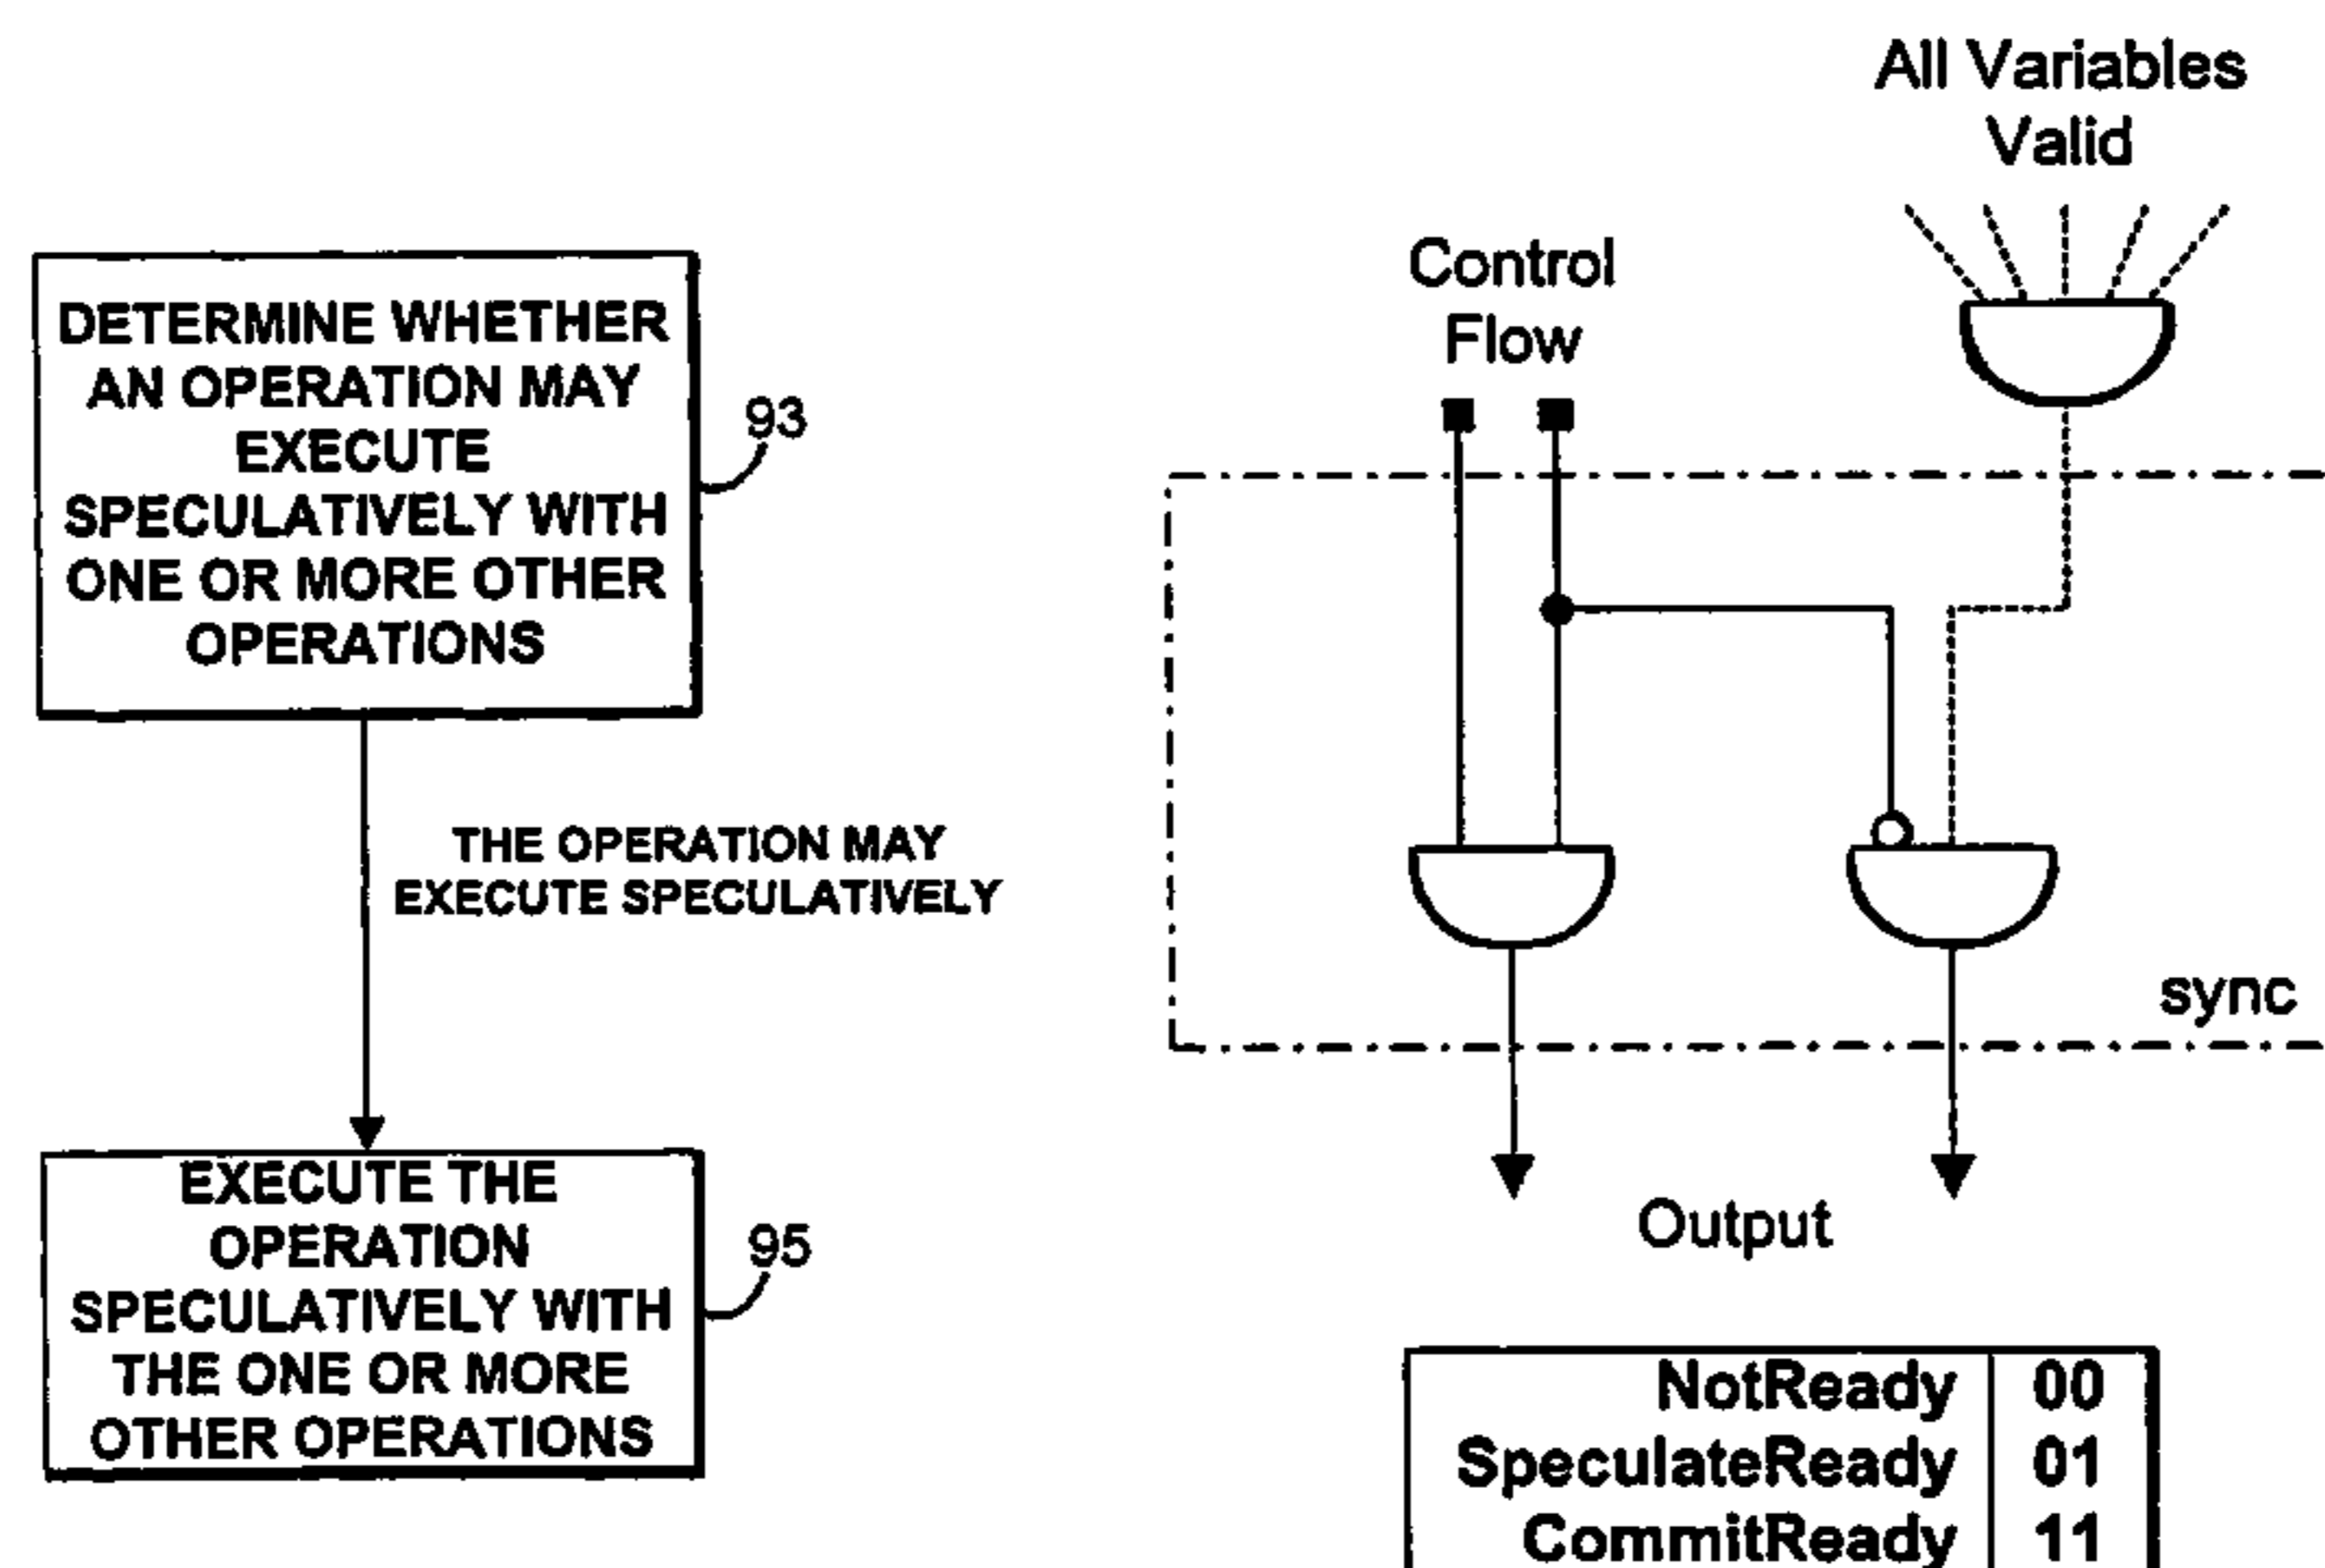 DETERMINE WHETHER
AN OPERATION MAY
EXECUTE
SPECULATIVELY WITH
ONE OR MORE OTHER
OPERATIONS
93
THE OPERATION MAY
EXECUTE SPECULATIVELY
EXECUTE THE
OPERATION
SPECULATIVELY WITH
THE ONE OR MORE
OTHER OPERATIONS
95
All Variables
Valid
Control
Flow
sync
Output
NotReady 00
SpeculateReady 01
CommitReady 11